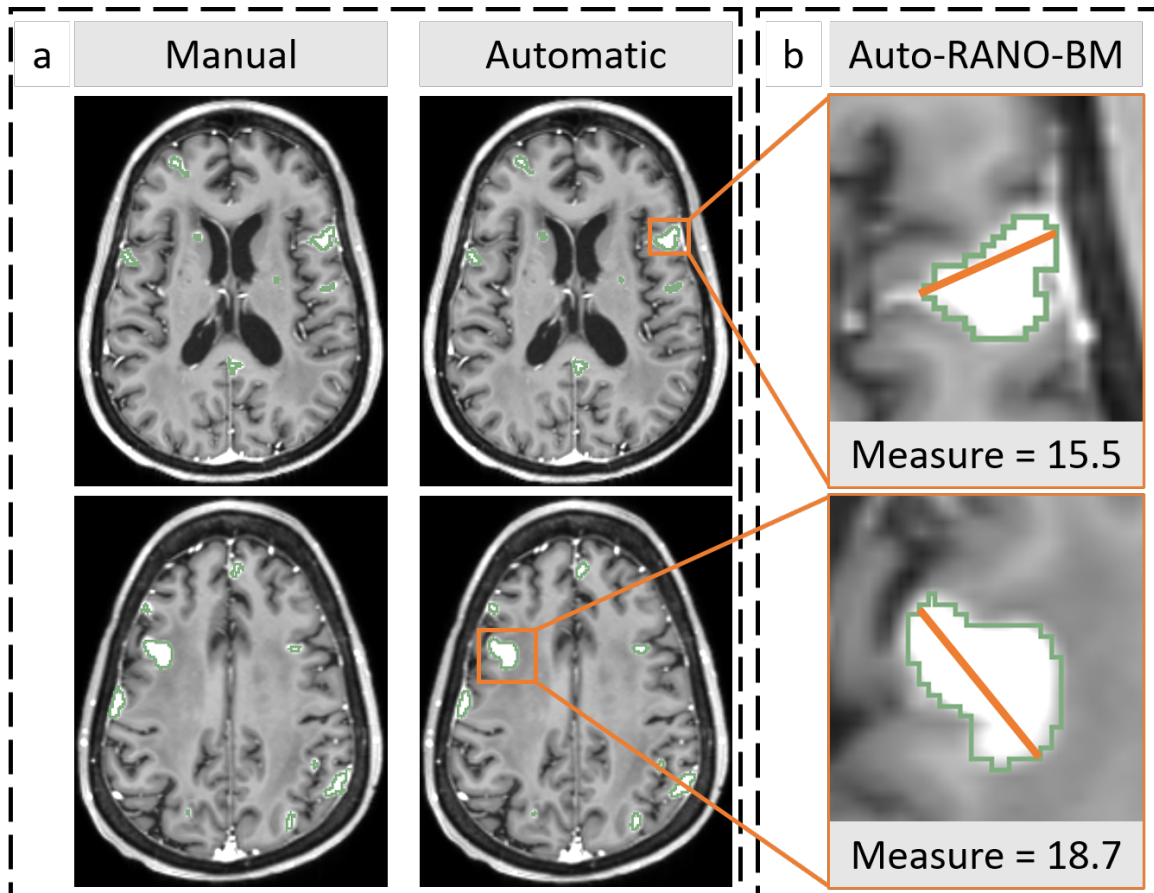 a
Manual
Automatic
b
Auto-RANO-BM
Measure = 15.5
Measure = 18.7